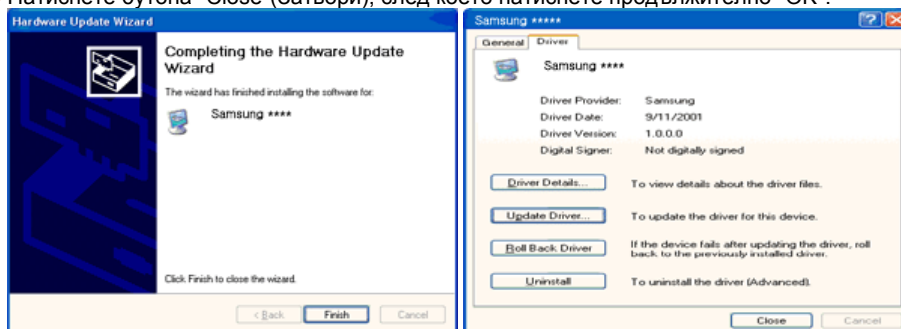 Натиснете бутона "Close (Затвори), след което натиснете продължително "OK".
Hardware Update Wizard
Completing the Hardware Update
Wizard
The wizard has finished installing the software for:
Samsung ****
Click Finish to close the wizard.
< Back
Finish
Cancel
Samsung *****
General
Driver
Samsung ****
Driver Provider: Samsung
Driver Date: 9/11/2001
Driver Version: 1.0.0.0
Digital Signer: Not digitally signed
Driver Details... To view details about the driver files.
Update Driver... To update the driver for this device.
Roll Back Driver If the device fails after updating the driver, roll
back to the previously installed driver.
Uninstall To uninstall the driver (Advanced).
Close
Cancel